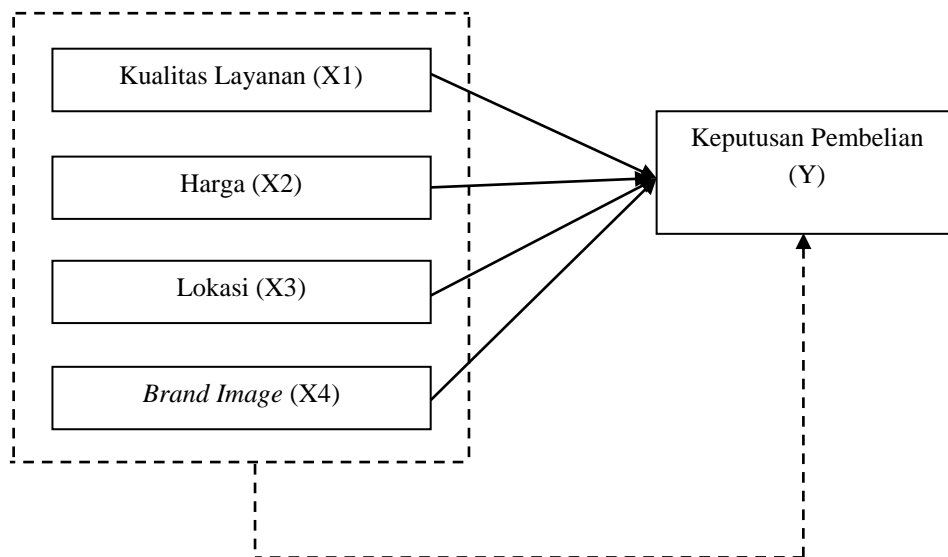 Kualitas Layanan (X1)
Harga (X2)
Lokasi (X3)
Brand Image (X4)
Keputusan Pembelian
(Y)